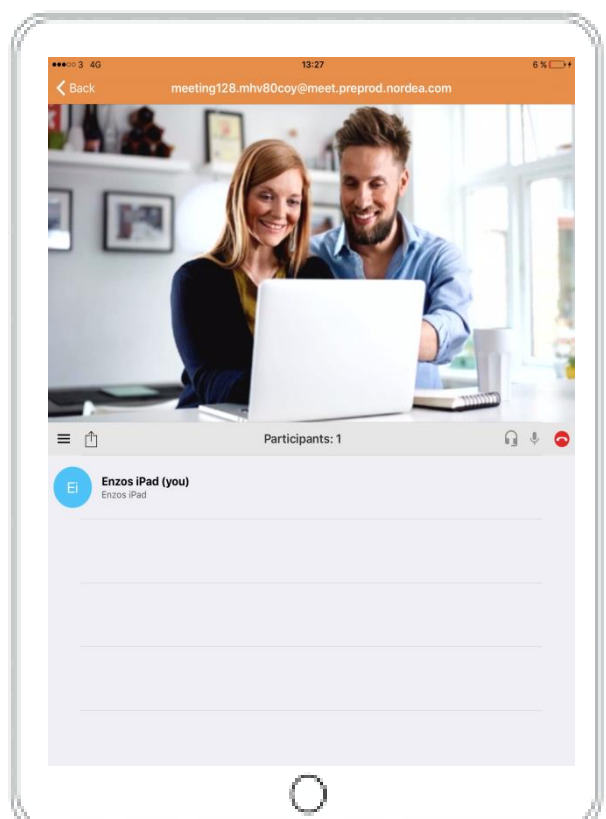 3 4G 13:27 6 %
Back meeting128.mhv80coy@meet.preprod.nordea.com
Participants: 1
Ei Enzos iPad (you)
Enzos iPad